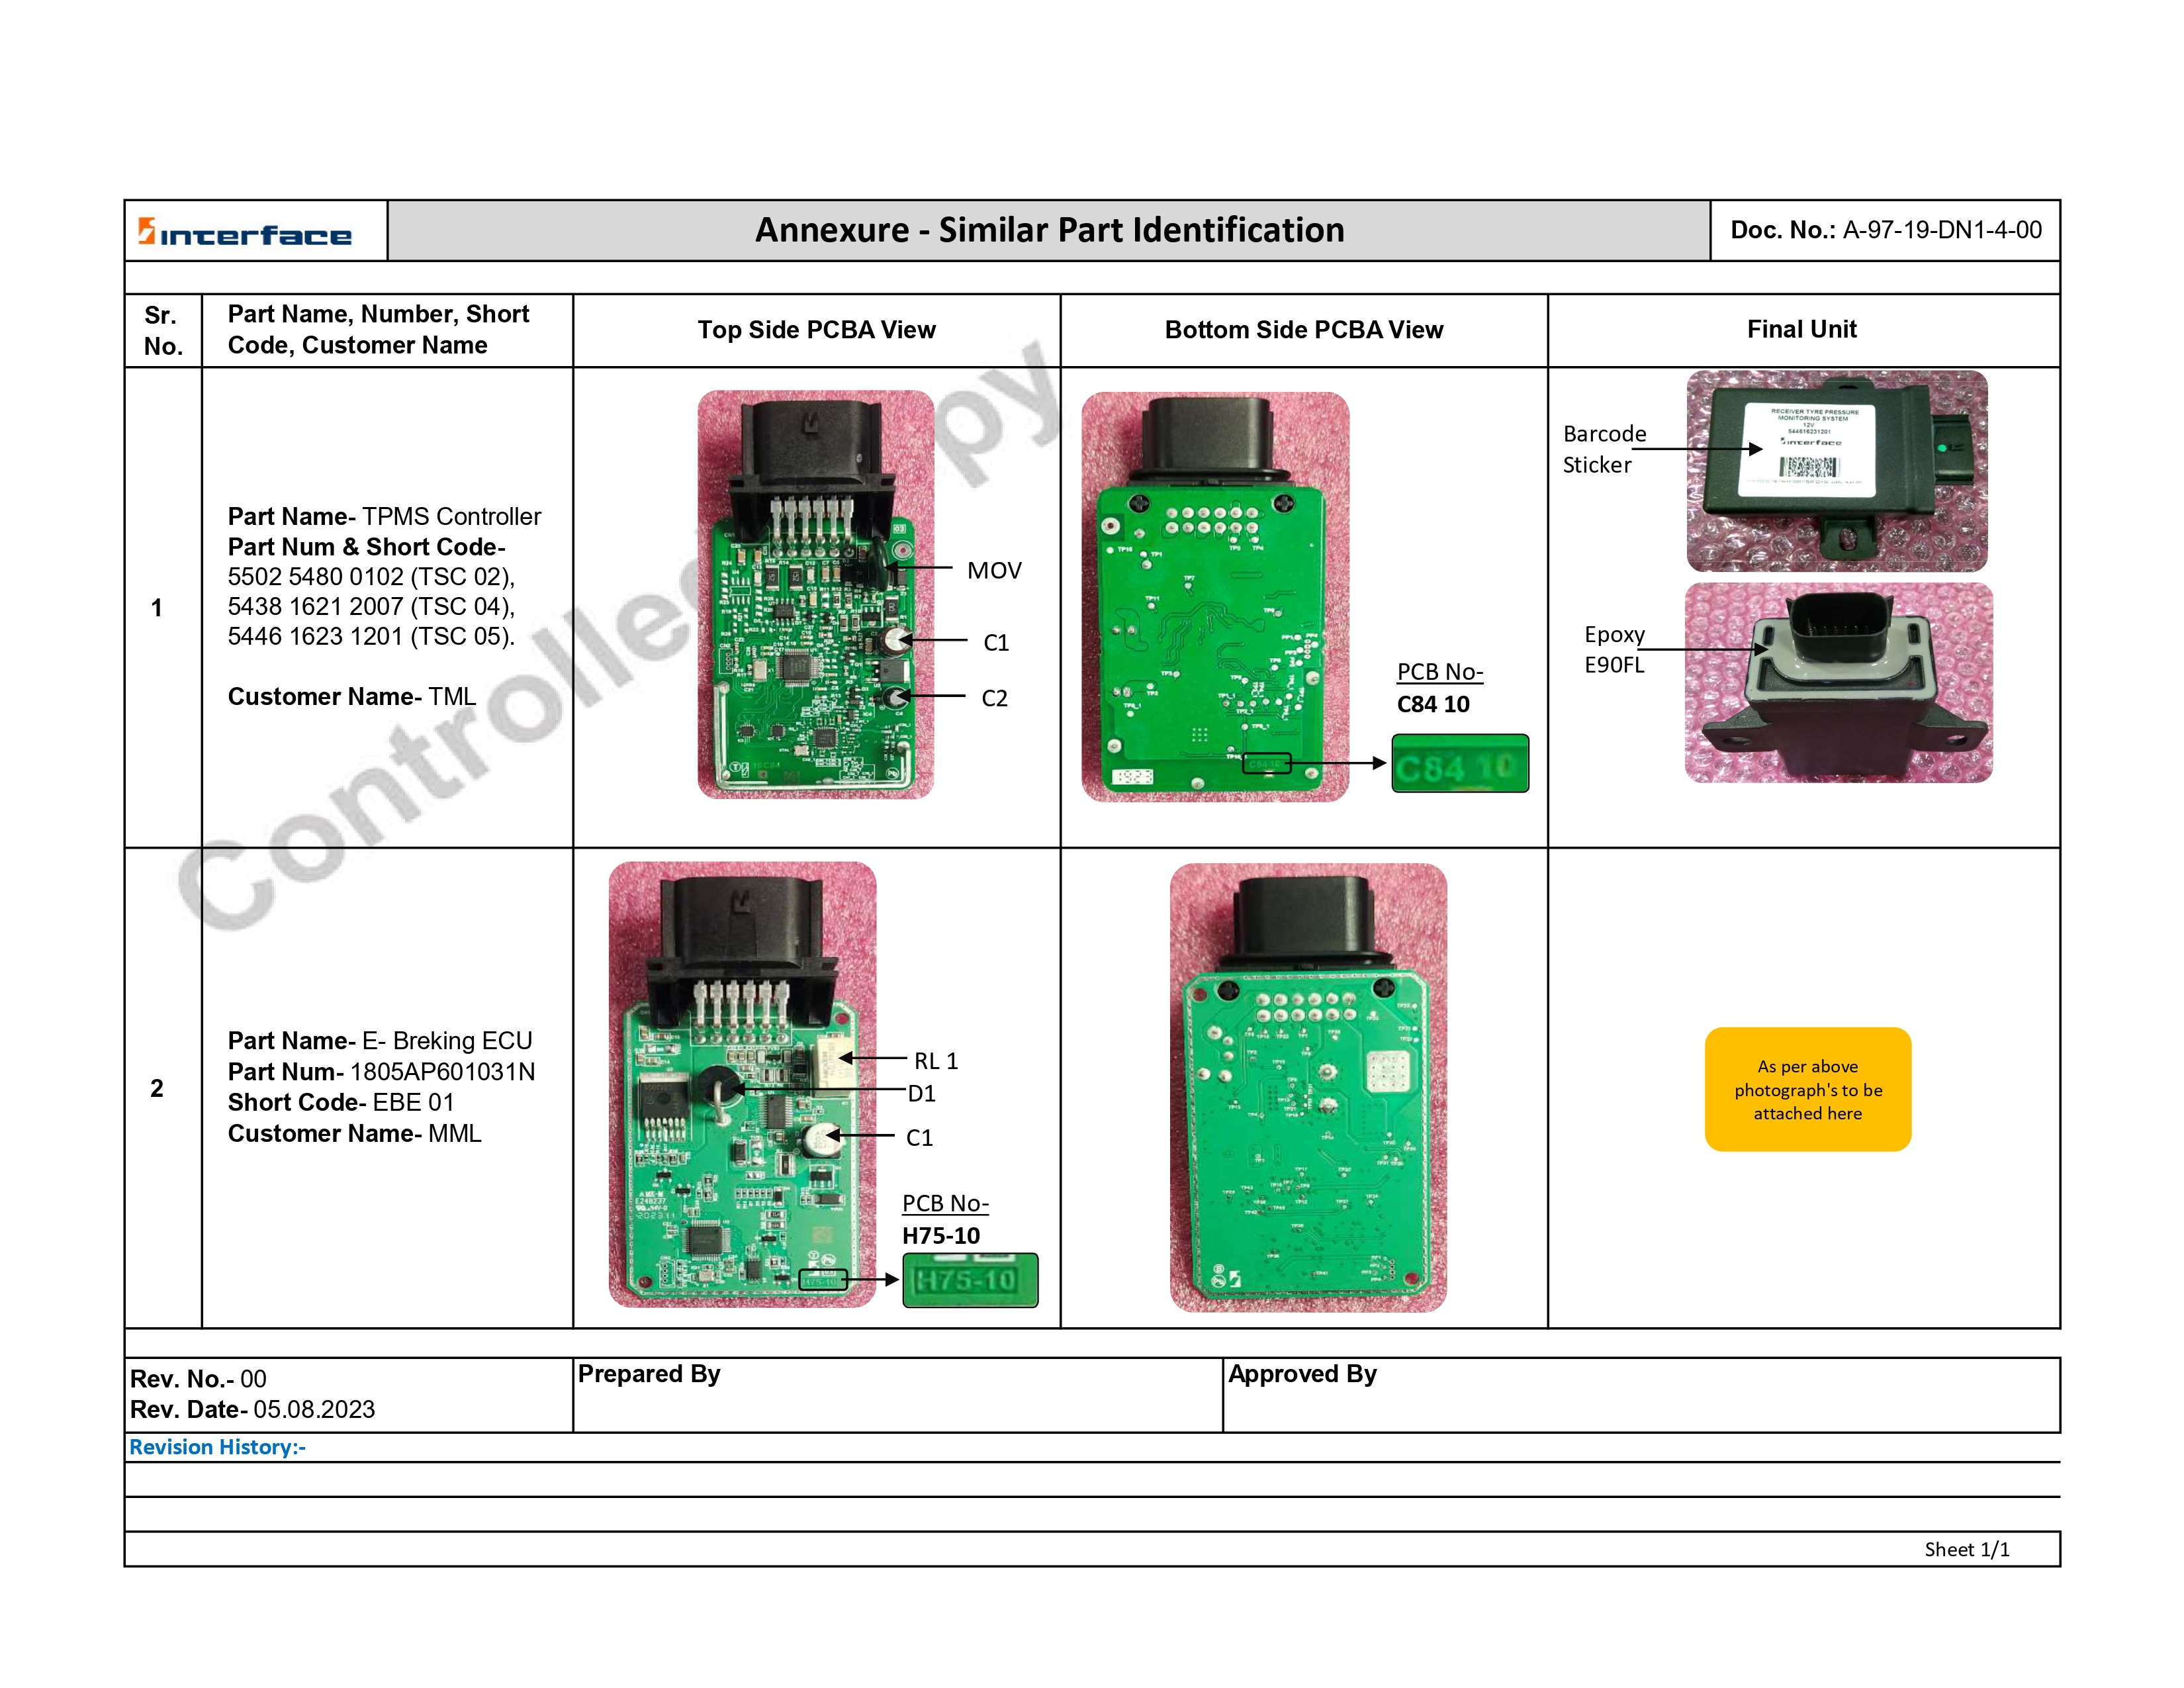 interface
Annexure - Similar Part Identification
Doc. No.: A-97-19-DN1-4-00
Sr. No.
Part Name, Number, Short
Code, Customer Name
Top Side PCBA View
Bottom Side PCBA View
Final Unit
1
Part Name- TPMS Controller
Part Num & Short Code-
5502 5480 0102 (TSC 02),
5438 1621 2007 (TSC 04),
5446 1623 1201 (TSC 05).
Customer Name- TML
MOV
C1
C2
PCB No-
C84 10
C84 10
Barcode
Sticker
RECEIVER TYRE PRESSURE
MONITORING SYSTEM
12V
544616231201
interface
Epoxy
E90FL
2
Part Name- E- Breking ECU
Part Num- 1805AP601031N
Short Code- EBE 01
Customer Name- MML
RL 1
D1
C1
PCB No-
H75-10
H75-10
As per above
photograph's to be
attached here
Rev. No.- 00
Rev. Date- 05.08.2023
Prepared By
Approved By
Revision History:-
Sheet 1/1